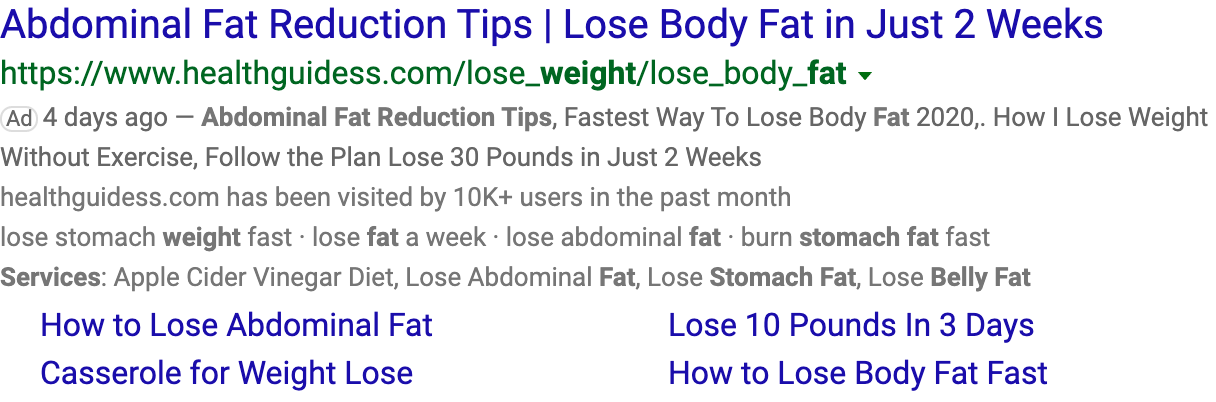 Abdominal Fat Reduction Tips | Lose Body Fat in Just 2 Weeks
https://www.healthguidess.com/lose_weight/lose_body_fat
Ad 4 days ago — Abdominal Fat Reduction Tips, Fastest Way To Lose Body Fat 2020,. How I Lose Weight
Without Exercise, Follow the Plan Lose 30 Pounds in Just 2 Weeks
healthguidess.com has been visited by 10K+ users in the past month
lose stomach weight fast · lose fat a week · lose abdominal fat · burn stomach fat fast
Services: Apple Cider Vinegar Diet, Lose Abdominal Fat, Lose Stomach Fat, Lose Belly Fat
How to Lose Abdominal Fat
Lose 10 Pounds In 3 Days
Casserole for Weight Lose
How to Lose Body Fat Fast